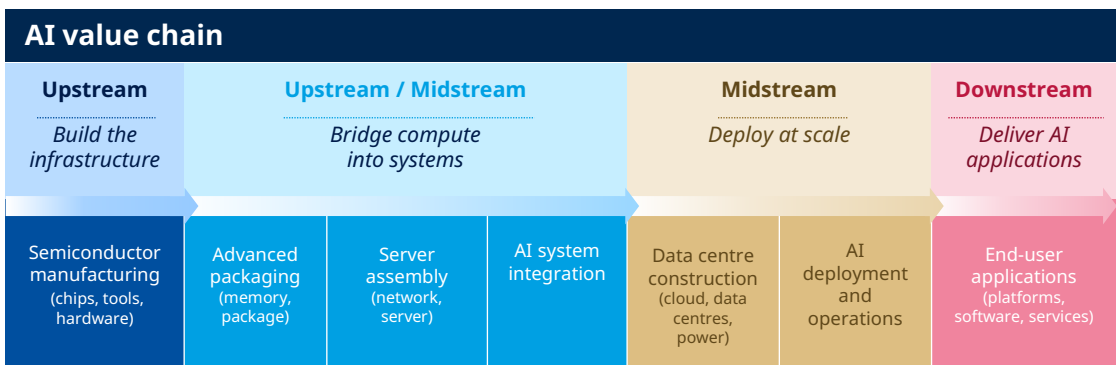 AI value chain
Upstream
Build the
infrastructure
Upstream / Midstream
Bridge compute
into systems
Midstream
Deploy at scale
Downstream
Deliver AI
applications
Semiconductor
manufacturing
(chips, tools,
hardware)
Advanced
packaging
(memory,
package)
Server
assembly
(network,
server)
AI system
integration
Data centre
construction
(cloud, data
centres,
power)
AI
deployment
and
operations
End-user
applications
(platforms,
software, services)